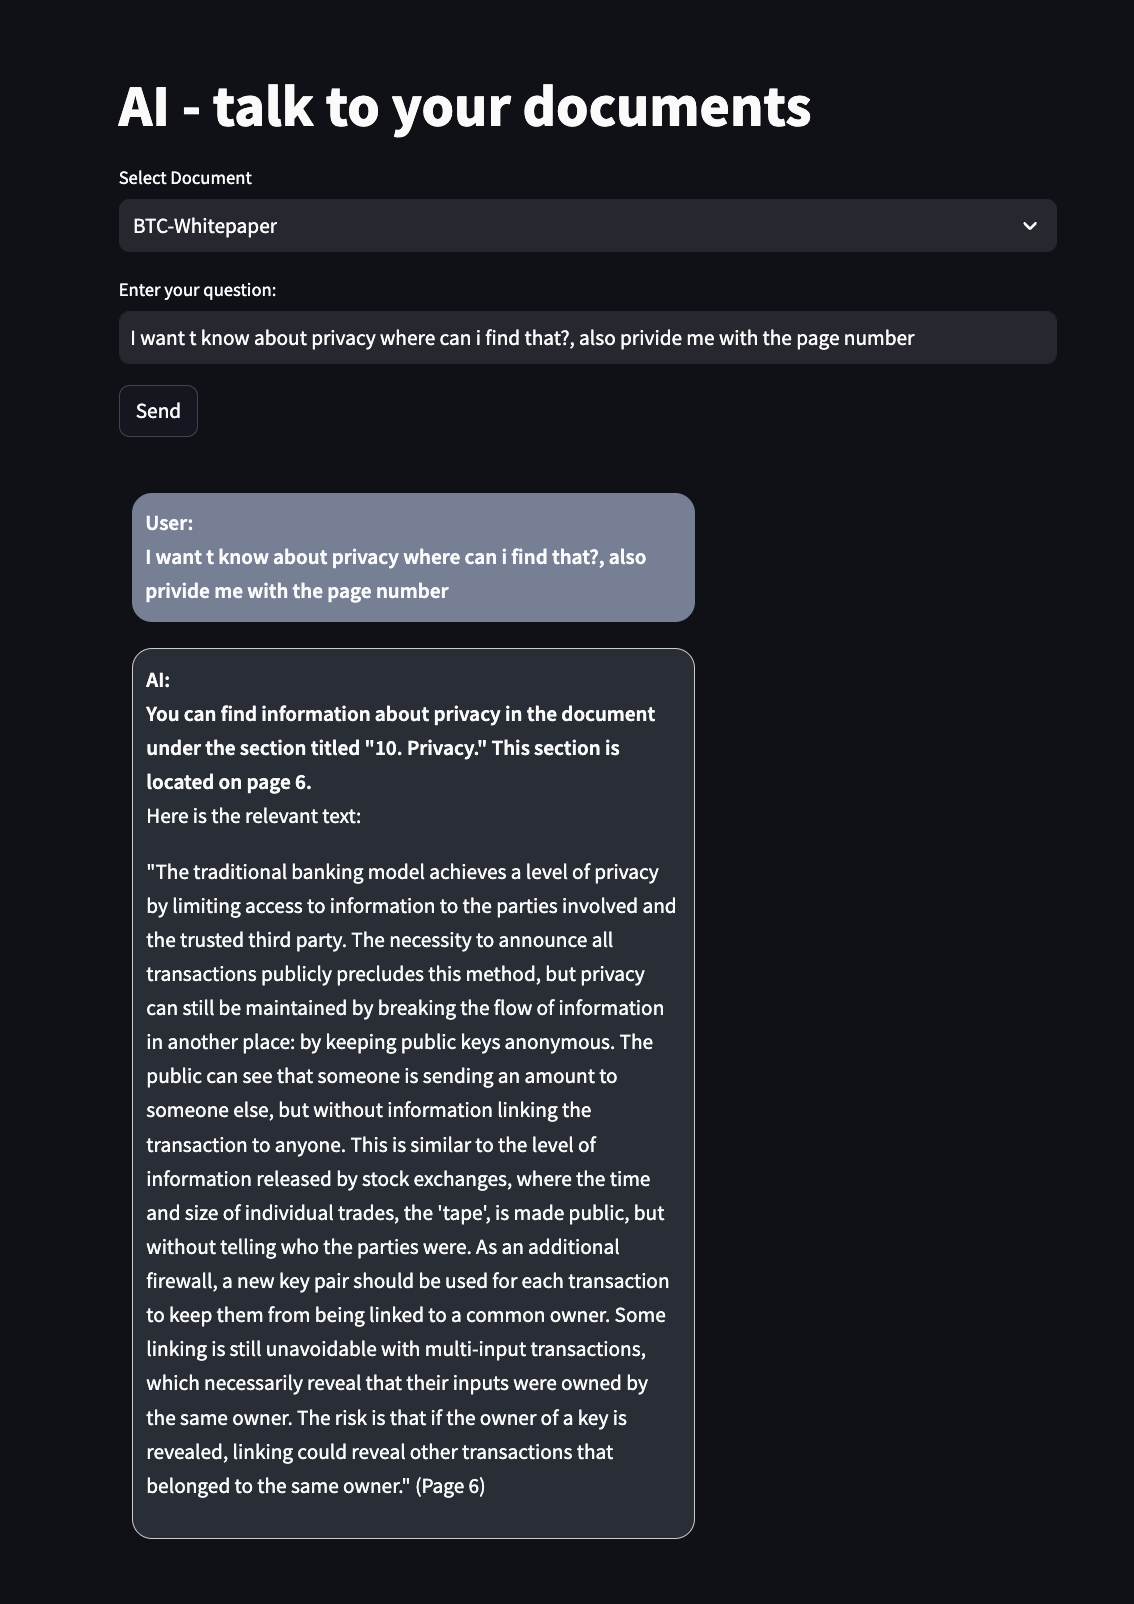 AI - talk to your documents
Select Document
BTC-Whitepaper
Enter your question:
I want t know about privacy where can i find that?, also privide me with the page number
Send
User:
I want t know about privacy where can i find that?, also
privide me with the page number
AI:
You can find information about privacy in the document
under the section titled "10. Privacy." This section is
located on page 6.
Here is the relevant text:
"The traditional banking model achieves a level of privacy
by limiting access to information to the parties involved and
the trusted third party. The necessity to announce all
transactions publicly precludes this method, but privacy
can still be maintained by breaking the flow of information
in another place: by keeping public keys anonymous. The
public can see that someone is sending an amount to
someone else, but without information linking the
transaction to anyone. This is similar to the level of
information released by stock exchanges, where the time
and size of individual trades, the 'tape', is made public, but
without telling who the parties were. As an additional
firewall, a new key pair should be used for each transaction
to keep them from being linked to a common owner. Some
linking is still unavoidable with multi-input transactions,
which necessarily reveal that their inputs were owned by
the same owner. The risk is that if the owner of a key is
revealed, linking could reveal other transactions that
belonged to the same owner." (Page 6)